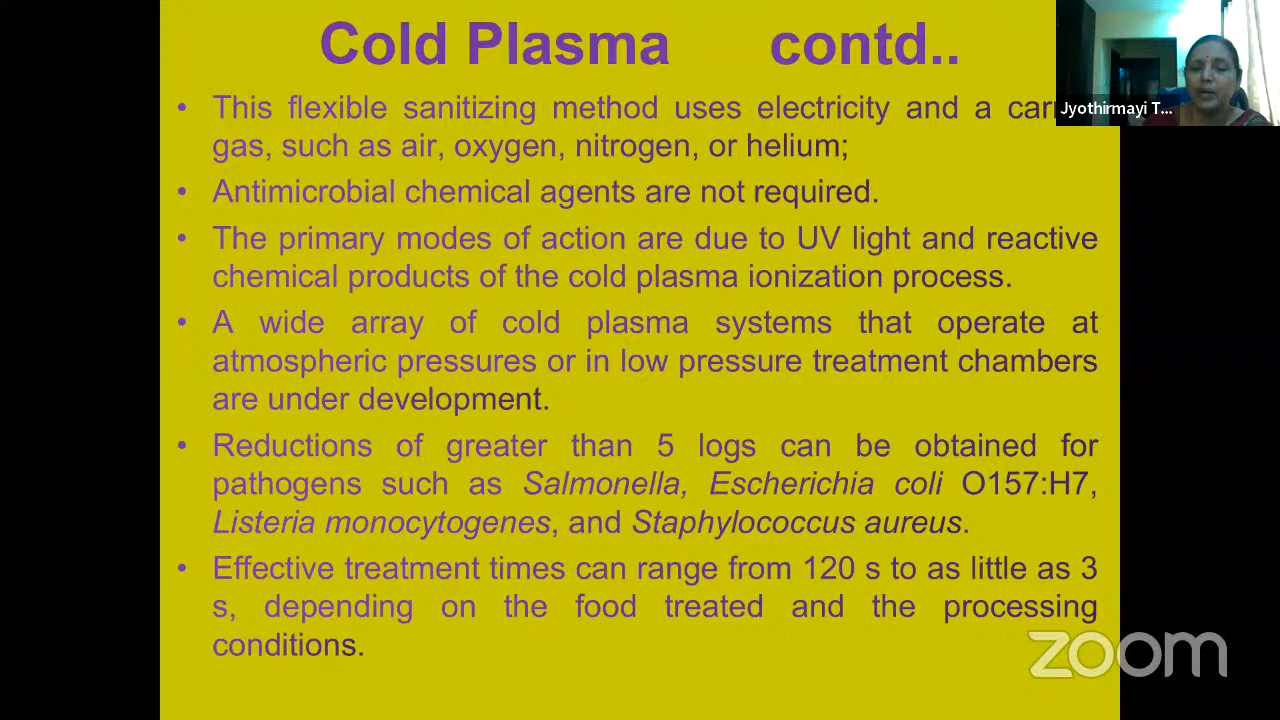 Cold Plasma contd..
Jyothirmayi T...
• This flexible sanitizing method uses electricity and a
gas, such as air, oxygen, nitrogen, or helium;
• Antimicrobial chemical agents are not required.
• The primary modes of action are due to UV light and reactive
chemical products of the cold plasma ionization process.
• A wide array of cold plasma systems that operate at
atmospheric pressures or in low pressure treatment chambers
are under development.
• Reductions of greater than 5 logs can be obtained for
pathogens such as Salmonella, Escherichia coli O157:H7,
Listeria monocytogenes, and Staphylococcus aureus.
• Effective treatment times can range from 120 s to as little as 3
s, depending on the food treated and the processing
conditions.
zoom